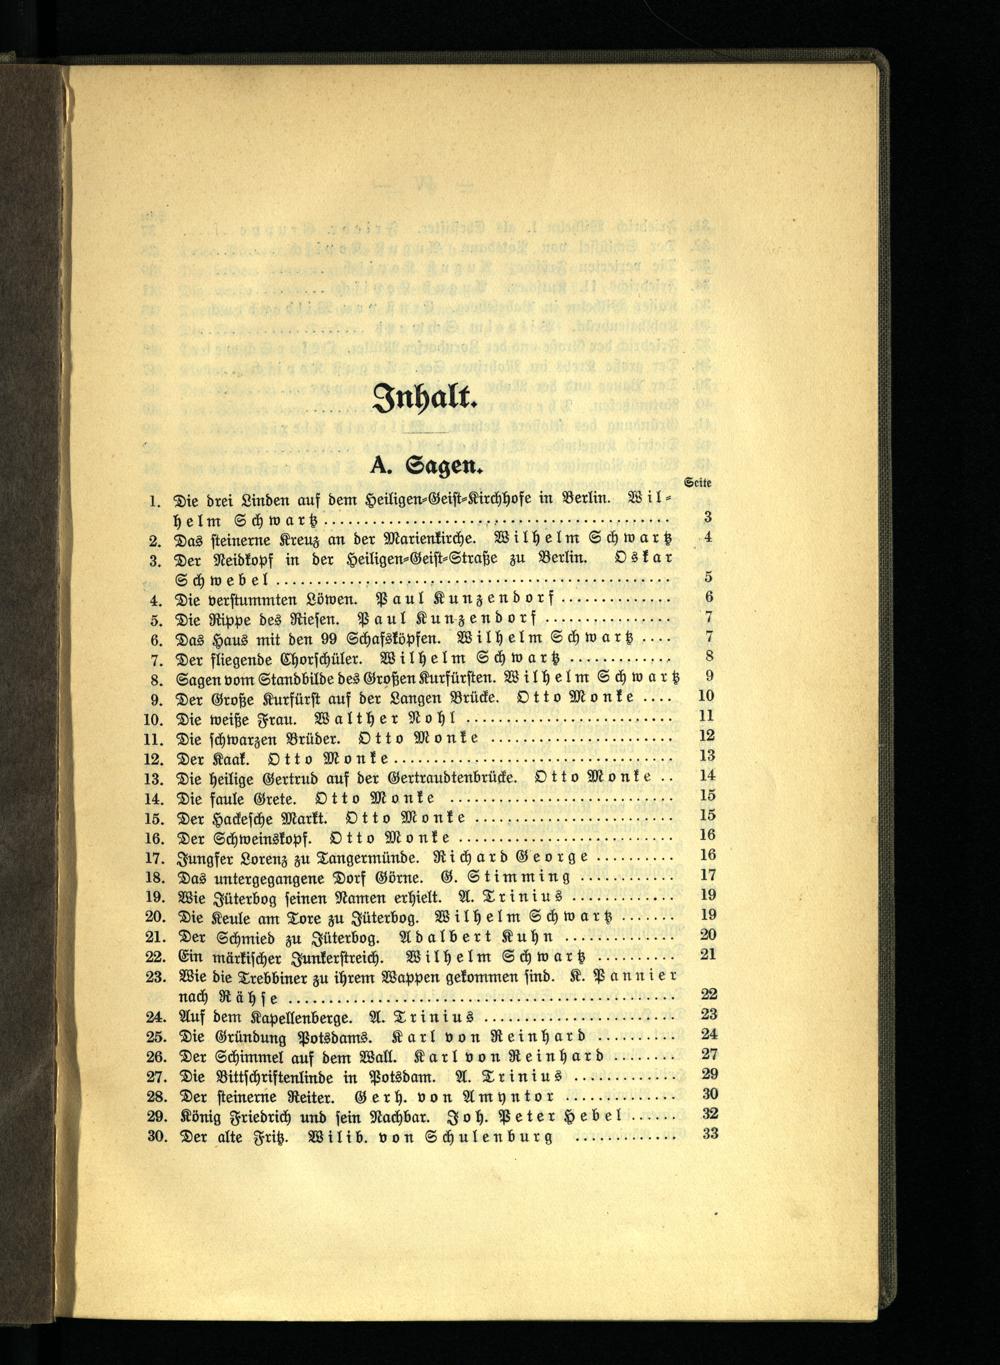 Inhalt.
A. Sagen.
Seite
1. Die drei Linden auf dem Heiligen-Geist-Kirchhofe in Berlin. Wil-
helm Schwartz ........ 3
2. Das steinerne Kreuz an der Marienkirche. Wilhelm Schwartz 4
3. Der Neidkopf in der Heiligen-Geist-Straße zu Berlin. Oskar
Schwebel ........ 5
4. Die verstummten Löwen. Paul Kunzendorf ........ 6
5. Die Rippe des Riesen. Paul Kunzendorf ........ 7
6. Das Haus mit den 99 Schafsköpfen. Wilhelm Schwartz .... 7
7. Der fliegende Chorschüler. Wilhelm Schwartz ........ 8
8. Sagen vom Standbilde des Großen Kurfürsten. Wilhelm Schwartz 9
9. Der Große Kurfürst auf der Langen Brücke. Otto Monke .... 10
10. Die weiße Frau. Walther Nohl ........ 11
11. Die schwarzen Brüder. Otto Monke ........ 12
12. Der Kaak. Otto Monke ........ 13
13. Die heilige Gertrud auf der Gertraudtenbrücke. Otto Monke .. 14
14. Die faule Grete. Otto Monke ........ 15
15. Der Hackesche Markt. Otto Monke ........ 15
16. Der Schweinskopf. Otto Monke ........ 16
17. Jungfer Lorenz zu Tangermünde. Richard George ........ 16
18. Das untergegangene Dorf Görne. G. Stimming ........ 17
19. Wie Jüterbog seinen Namen erhielt. A. Trinius ........ 19
20. Die Keule am Tore zu Jüterbog. Wilhelm Schwartz ....... 19
21. Der Schmied zu Jüterbog. Adalbert Kuhn ........ 20
22. Ein märkischer Junkerstreich. Wilhelm Schwartz ........ 21
23. Wie die Trebbiner zu ihrem Wappen gekommen sind. K. Pannier
nach Rähse ........ 22
24. Auf dem Kapellenberge. A. Trinius ........ 23
25. Die Gründung Potsdams. Karl von Reinhard ........ 24
26. Der Schimmel auf dem Wall. Karl von Reinhard ........ 27
27. Die Bittschriftenlinde in Potsdam. A. Trinius ........ 29
28. Der steinerne Reiter. Gerh. von Amyntor ........ 30
29. König Friedrich und sein Nachbar. Joh. Peter Hebel ...... 32
30. Der alte Fritz. Wilib. von Schulenburg ........ 33